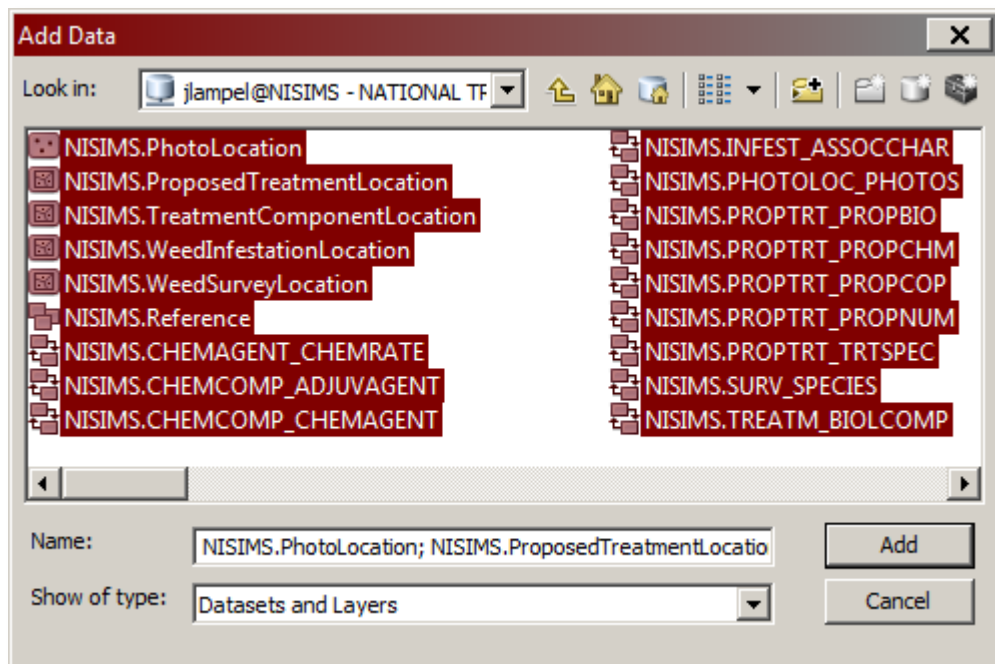 Add Data
Look in: jlampel@NISIMS - NATIONAL TF
NISIMS.PhotoLocation
NISIMS.ProposedTreatmentLocation
NISIMS.TreatmentComponentLocation
NISIMS.WeedInfestationLocation
NISIMS.WeedSurveyLocation
NISIMS.Reference
NISIMS.CHEMAGENT_CHEMRATE
NISIMS.CHEMCOMP_ADJUVAGENT
NISIMS.CHEMCOMP_CHEMAGENT
NISIMS.INFEST_ASSOCCHAR
NISIMS.PHOTOLOC_PHOTOS
NISIMS.PROPTRT_PROPBIO
NISIMS.PROPTRT_PROPCHM
NISIMS.PROPTRT_PROPCOP
NISIMS.PROPTRT_PROPNUM
NISIMS.PROPTRT_TRTSPEC
NISIMS.SURV_SPECIES
NISIMS.TREATM_BIOLCOMP
Name: NISIMS.PhotoLocation; NISIMS.ProposedTreatmentLocatio
Add
Show of type: Datasets and Layers
Cancel